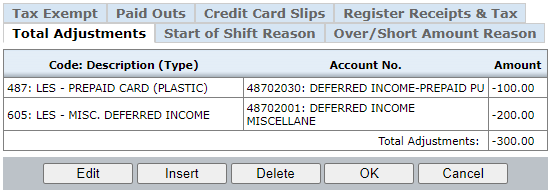 Tax Exempt Paid Outs Credit Card Slips Register Receipts & Tax
Total Adjustments Start of Shift Reason Over/Short Amount Reason
Code: Description (Type) Account No. Amount
487: LES - PREPAID CARD (PLASTIC) 48702030: DEFERRED INCOME-PREPAID PU -100.00
605: LES - MISC. DEFERRED INCOME 48702001: DEFERRED INCOME MISCELLANE -200.00
Total Adjustments: -300.00
Edit Insert Delete OK Cancel